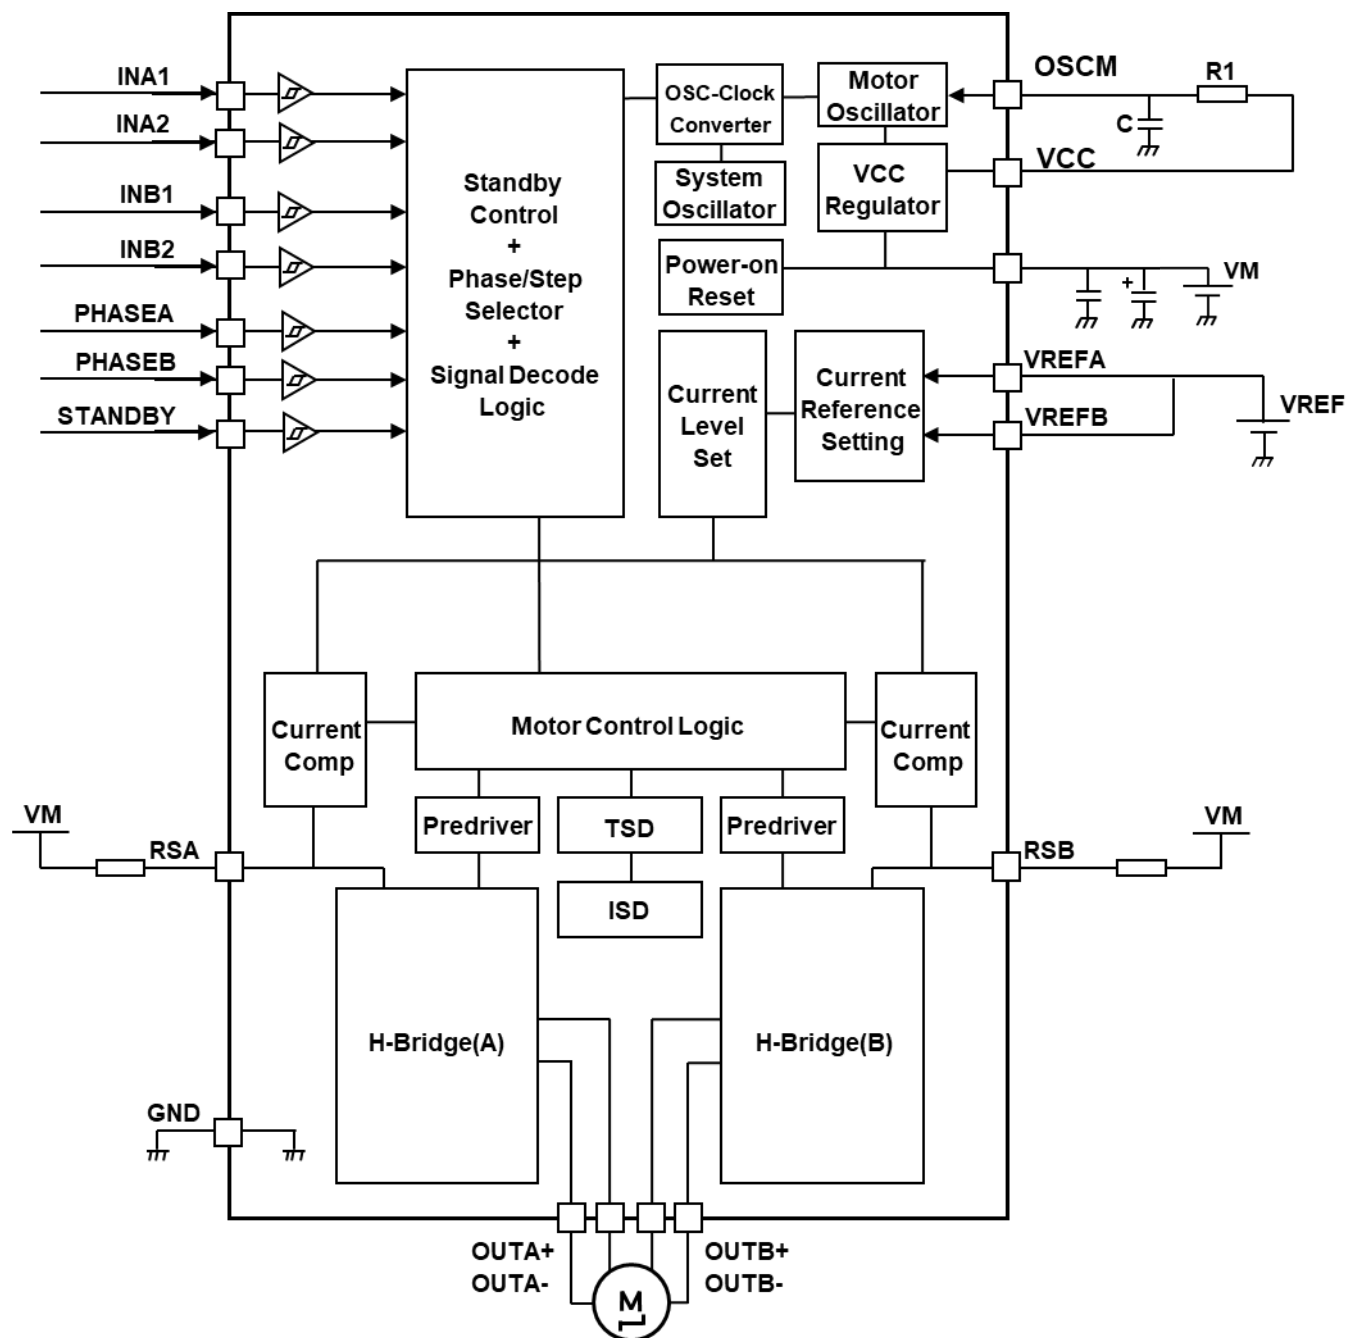 INA1
INA2
INB1
INB2
PHASEA
PHASEB
STANDBY
Standby
Control
+
Phase/Step
Selector
+
Signal Decode
Logic
OSC-Clock
Converter
Motor
Oscillator
System
Oscillator
VCC
Regulator
Power-on
Reset
Current
Level
Set
Current
Reference
Setting
OSCM
R1
C
VCC
+
VM
VREFA
VREFB
VREF
Current
Comp
Motor Control Logic
Current
Comp
Predriver
TSD
Predriver
ISD
VM
RSA
RSB
VM
H-Bridge(A)
H-Bridge(B)
GND
OUTA+
OUTA-
OUTB+
OUTB-
M